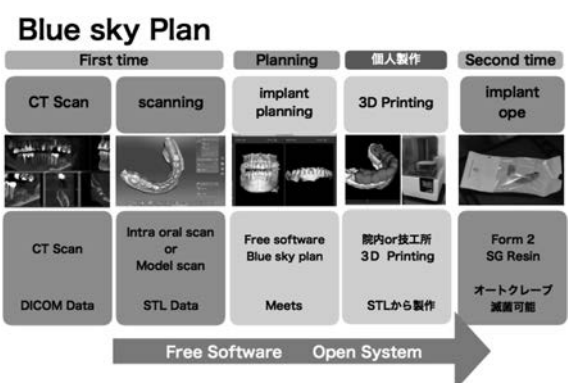 Blue sky Plan
First time
Planning
個人製作
Second time
CT Scan
scanning
implant
planning
3D Printing
implant
ope
CT Scan
DICOM Data
Intra oral scan
or
Model scan
STL Data
Free software
Blue sky plan
Meets
院内or技工所
3D Printing
STLから製作
Form 2
SG Resin
オートクレーブ
滅菌可能
Free Software Open System